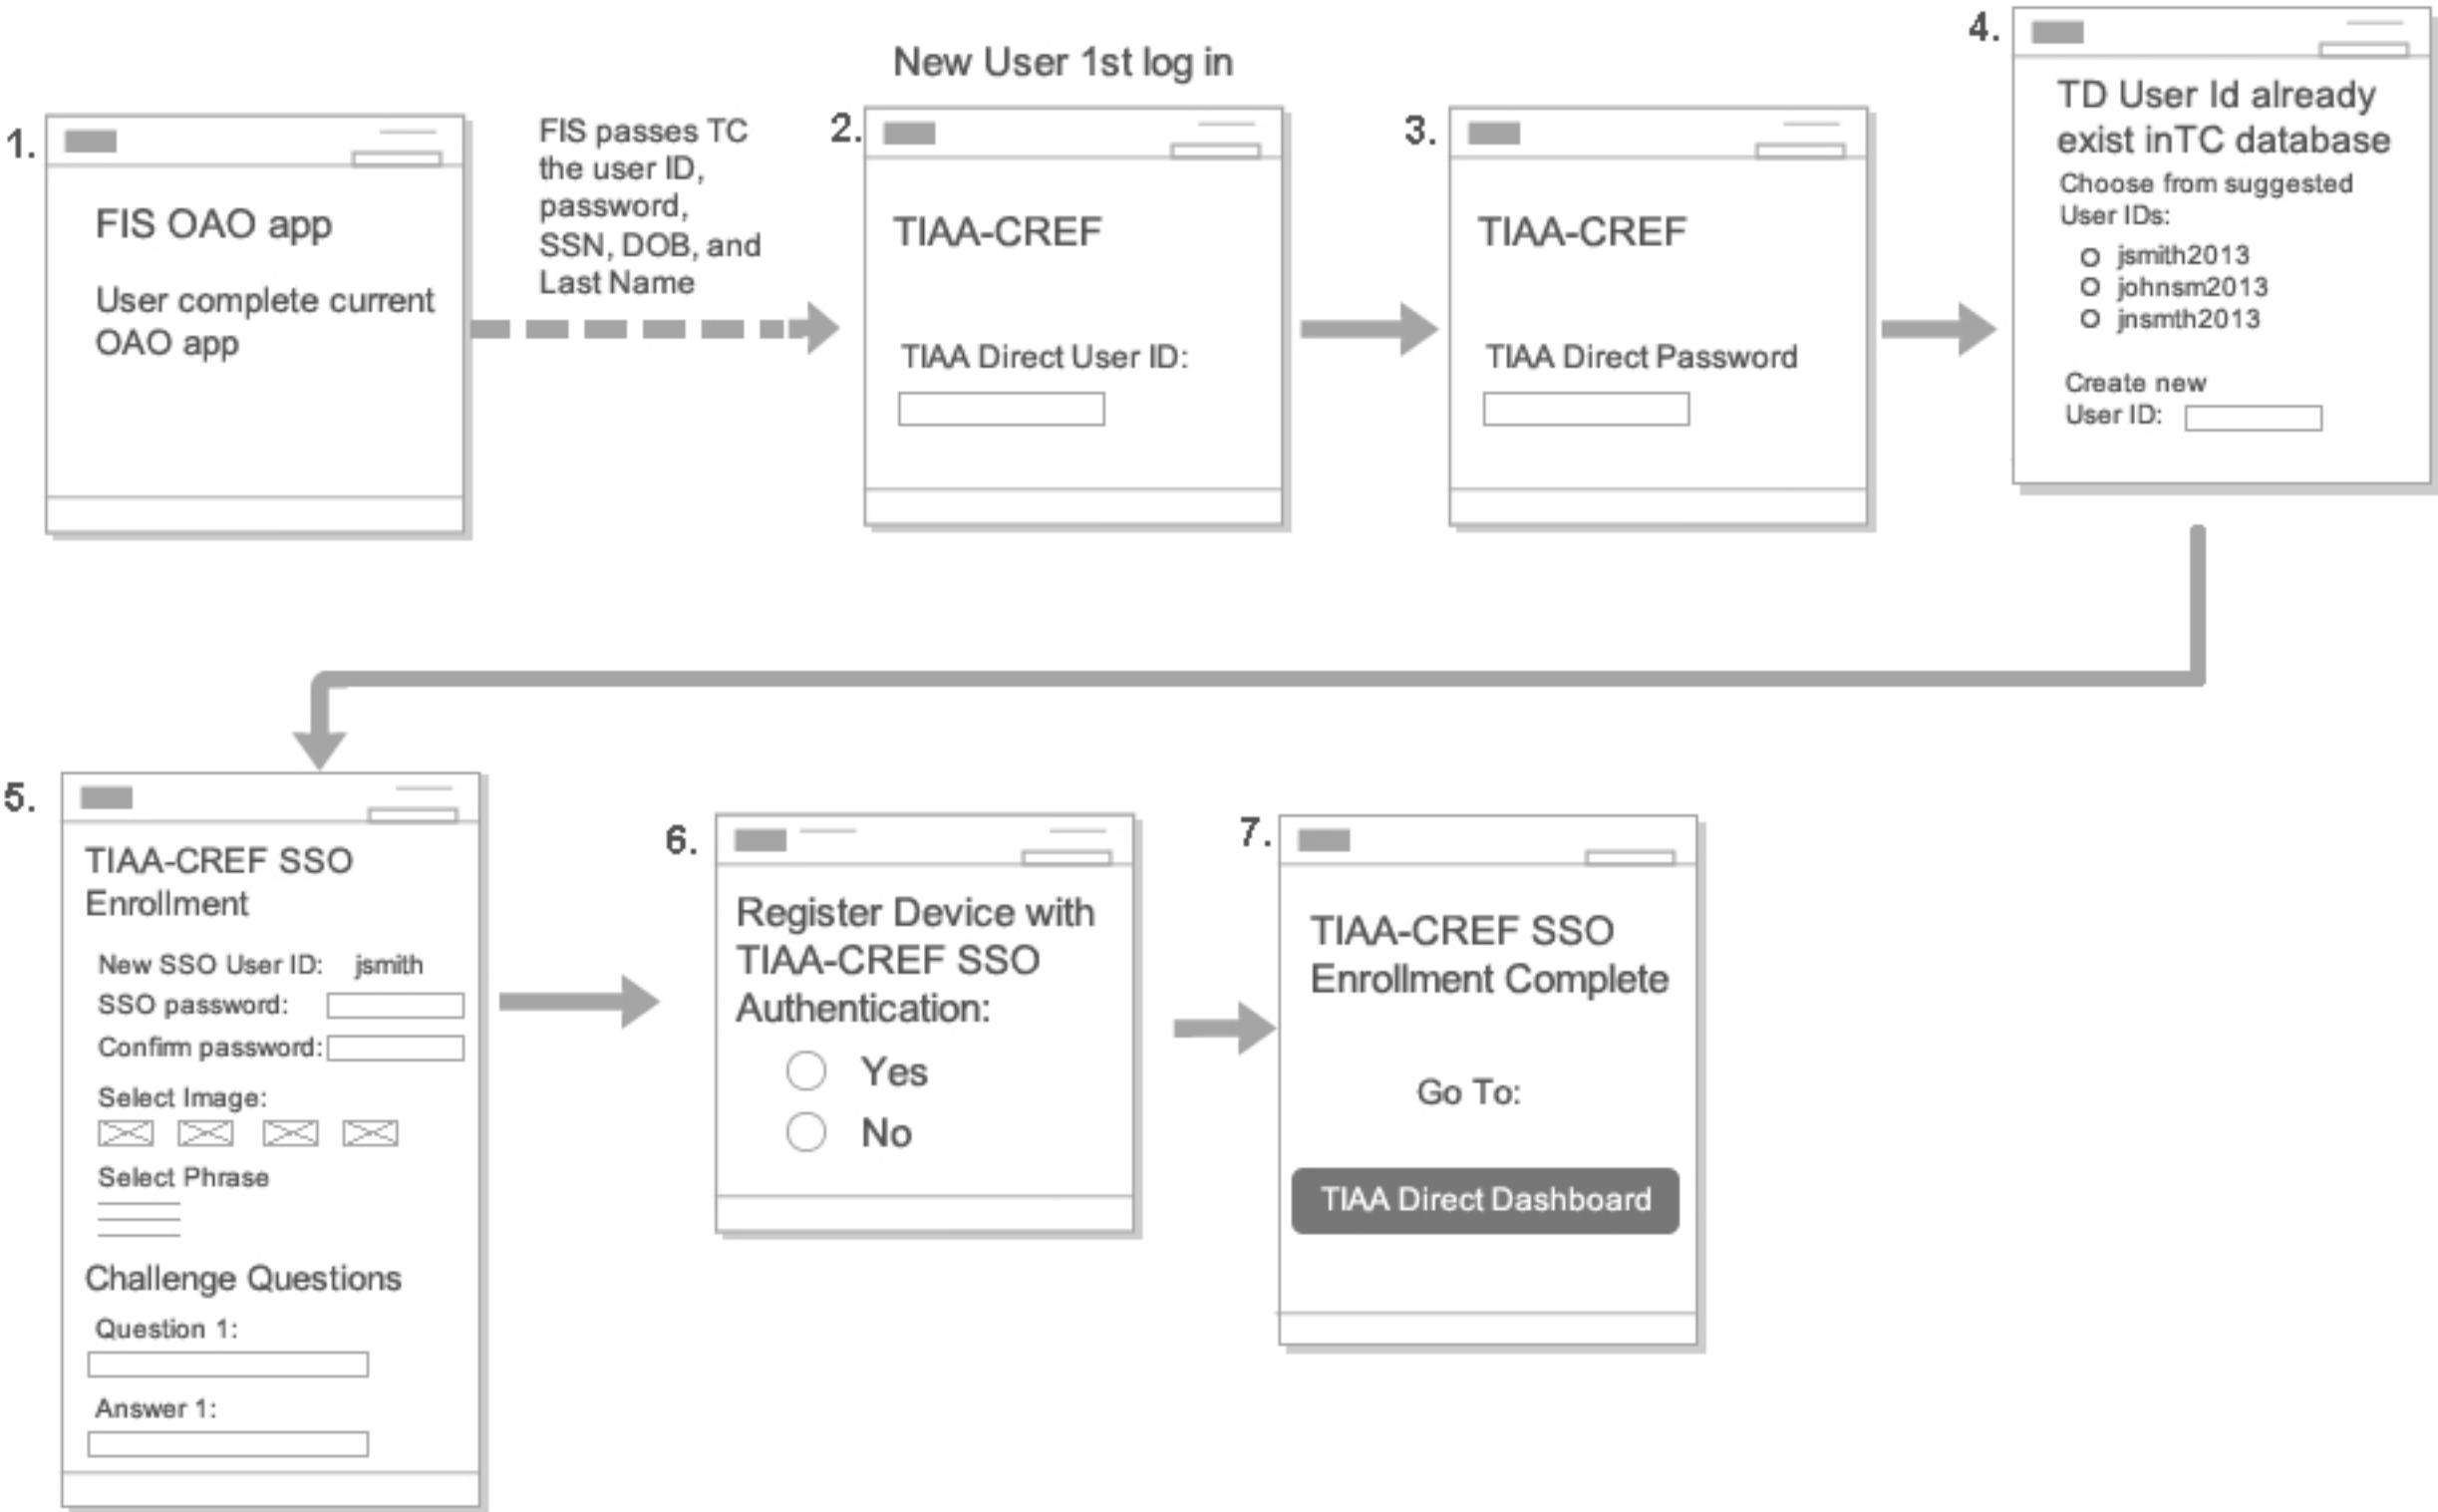 1.
FIS OAO app
User complete current
OAO app
FIS passes TC
the user ID,
password,
SSN, DOB, and
Last Name
New User 1st log in
2.
TIAA-CREF
TIAA Direct User ID:
3.
TIAA-CREF
TIAA Direct Password
4.
TD User Id already
exist inTC database
Choose from suggested
User IDs:
jsmith2013
johnsm2013
jnsmth2013
Create new
User ID:
5.
TIAA-CREF SSO
Enrollment
New SSO User ID: jsmith
SSO password:
Confirm password:
Select Image:
Select Phrase
Challenge Questions
Question 1:
Answer 1:
6.
Register Device with
TIAA-CREF SSO
Authentication:
Yes
No
7.
TIAA-CREF SSO
Enrollment Complete
Go To:
TIAA Direct Dashboard